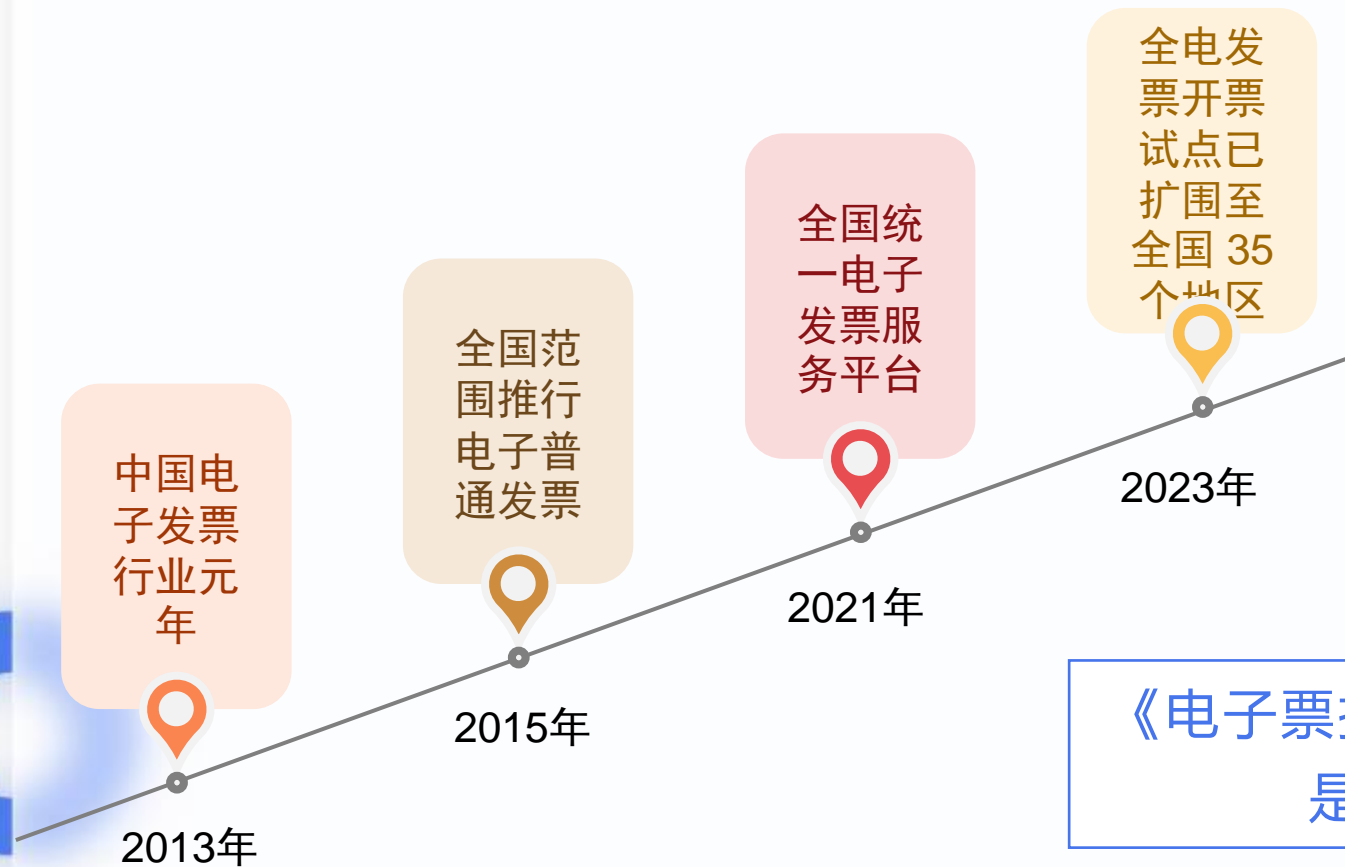 中国电
子发票
行业元
年
2013年
全国范
围推行
电子普
通发票
2015年
全国统
一电子
发票服
务平台
2021年
全电发
票开票
试点已
扩围至
全国 35
个地区
2023年
《电子票
是